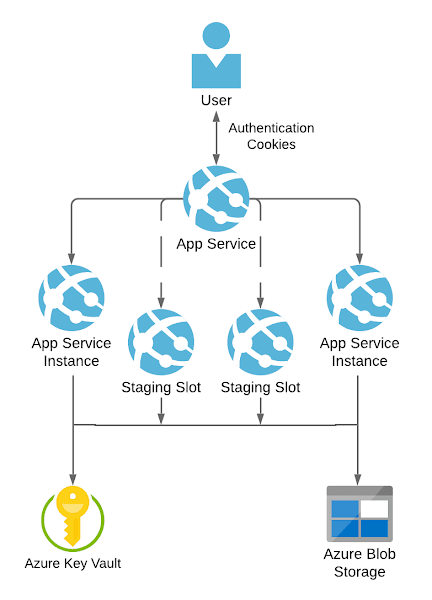 User
Authentication
Cookies
App Service
App Service
Instance
App Service
Instance
Staging Slot
Staging Slot
Azure Key Vault
Azure Blob
Storage